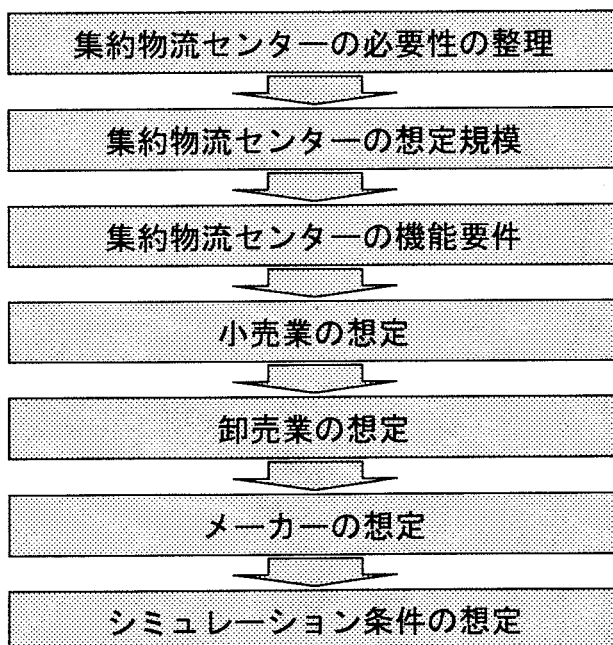 集約物流センターの必要性の整理
集約物流センターの想定規模
集約物流センターの機能要件
小売業の想定
卸売業の想定
メーカーの想定
シミュレーション条件の想定